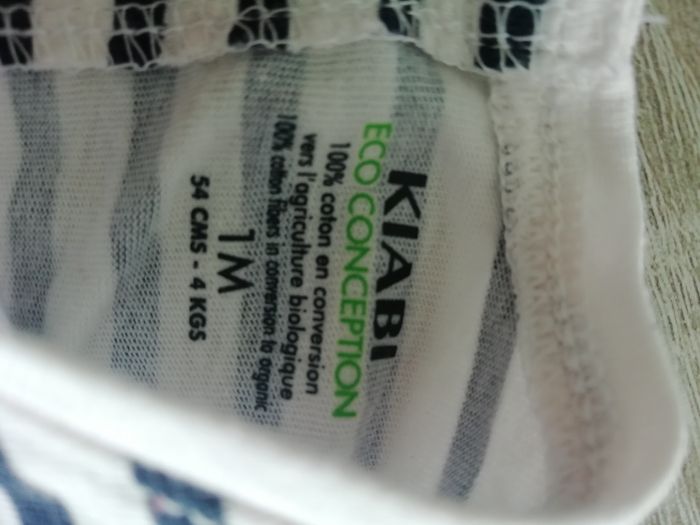 KIABI
ECO CONCEPTION
100% coton en conversion
vers l'agriculture biologique
100% cotton fibers in conversion to organic
1M
54 CMS - 4 KGS